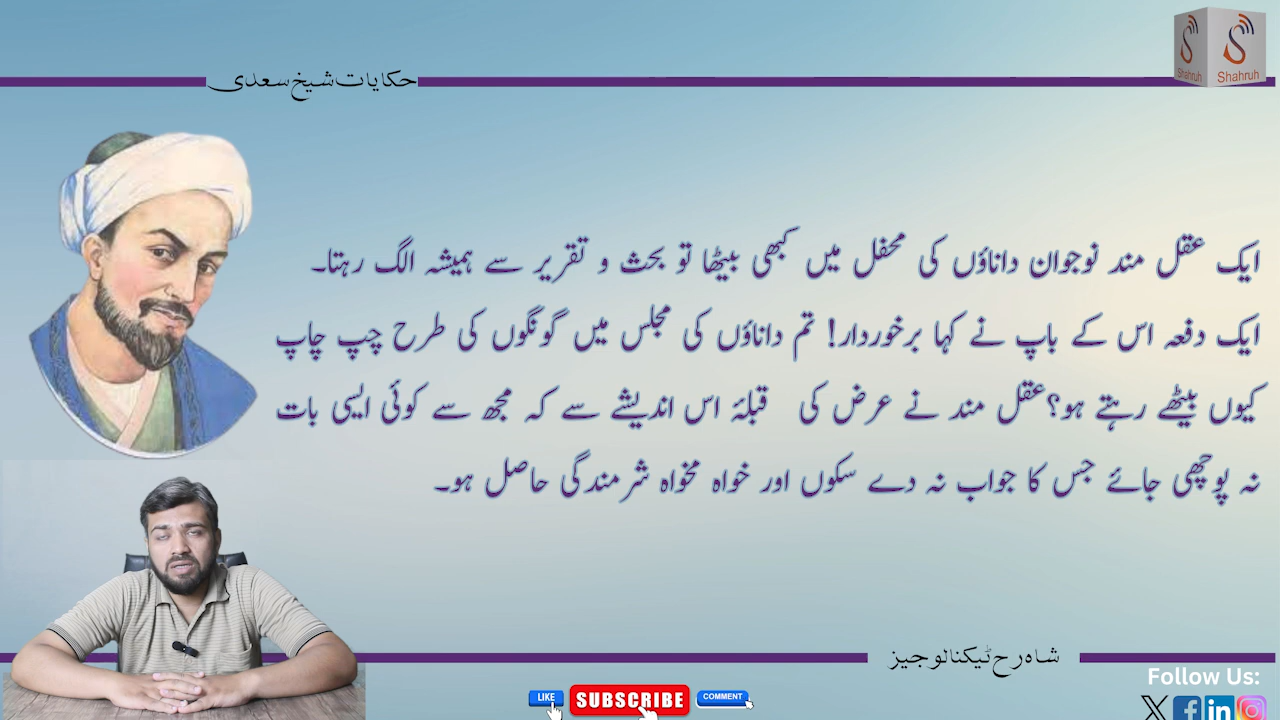 حکایات شیخ سعدی
Shahruh
Shahruh
ایک عقل مند نوجوان داناؤں کی محفل میں کبھی بیٹھا تو بحث و تقریر سے ہمیشہ الگ رہتا۔
ایک دفعہ اس کے باپ نے کہا برخوردار! تم داناؤں کی مجلس میں گونگوں کی طرح چپ چاپ
کیوں بیٹھے رہتے ہو؟عقل مند نے عرض کی قبلۂ اس اندیشے سے کہ مجھ سے کوئی ایسی بات
نہ پوچھی جائے جس کا جواب نہ دے سکوں اور خواہ مخواہ شرمندگی حاصل ہو۔
شاہ رح ٹیکنالوجیز
Follow Us:
LIKE
SUBSCRIBE
COMMENT